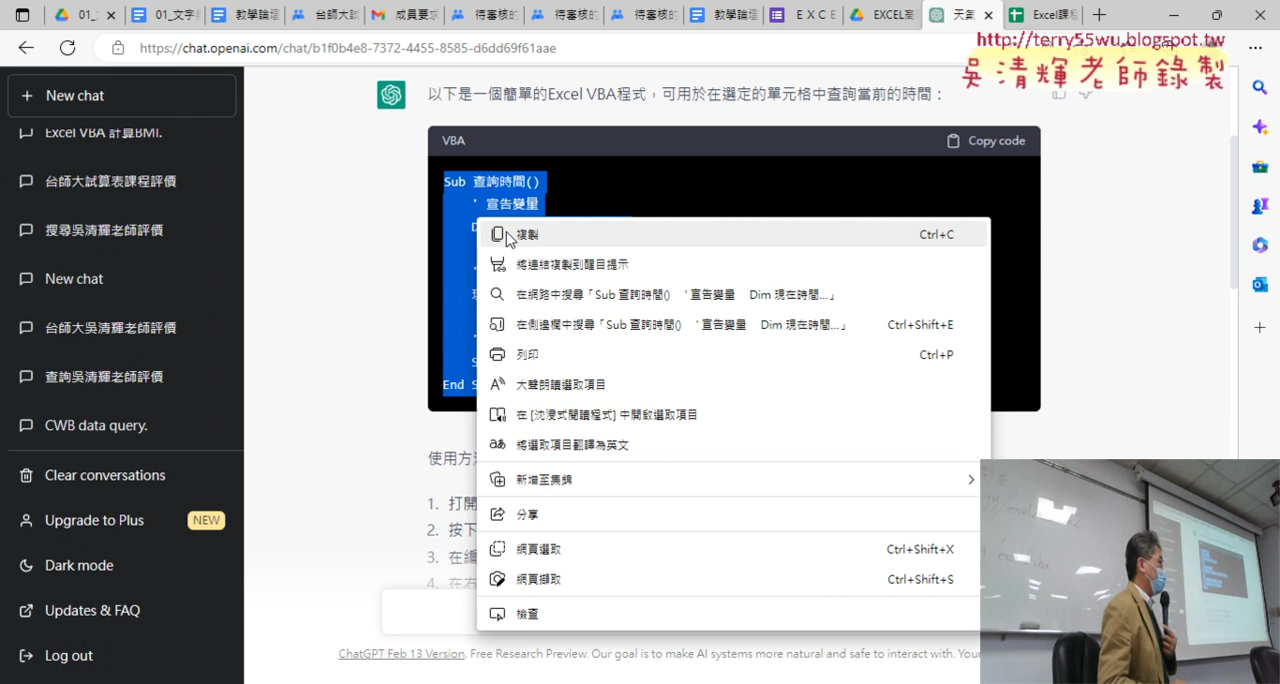 01_
01_文字
教學論壇
台師大試
成員要求
待審核的
待審核的
待審核的
教學論壇
E X C E
EXCEL產
天氣
Excel課程
https://chat.openai.com/chat/b1f0b4e8-7372-4455-8585-d6dd69f61aae
http://terry55wu.blogspot.tw
吳清輝老師錄製
New chat
Excel VBA 計算BMI.
台師大試算表課程評價
搜尋吳清輝老師評價
New chat
台師大吳清輝老師評價
查詢吳清輝老師評價
CWB data query.
Clear conversations
Upgrade to Plus NEW
Dark mode
Updates & FAQ
Log out
以下是一個簡單的Excel VBA程式，可用於在選定的單元格中查詢當前的時間：
VBA Copy code
Sub 查詢時間()
' 宣告變量
End S
複製 Ctrl+C
將連結複製到醒目提示
在網路中搜尋「Sub 查詢時間() ' 宣告變量 Dim 現在時間...」
在側邊欄中搜尋「Sub 查詢時間() ' 宣告變量 Dim 現在時間...」 Ctrl+Shift+E
列印 Ctrl+P
大聲朗讀選取項目
在 [沈浸式閱讀程式] 中開啟選取項目
將選取項目翻譯為英文
新增至集錦
分享
網頁選取 Ctrl+Shift+X
網頁擷取 Ctrl+Shift+S
檢查
使用方
1. 打開
2. 按下
3. 在編
4. 在右
ChatGPT Feb 13 Version. Free Research Preview. Our goal is to make AI systems more natural and safe to interact with. Your